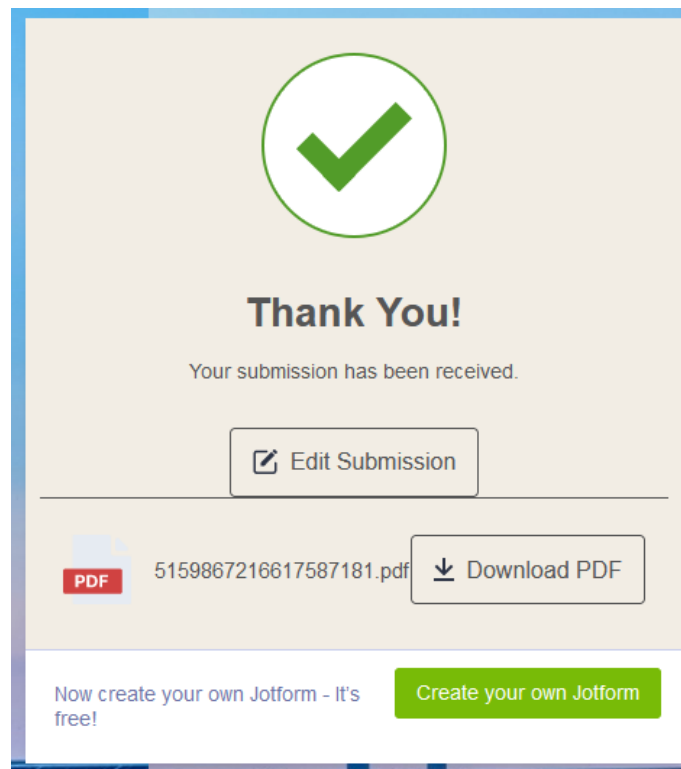 Thank You!
Your submission has been received.
Edit Submission
PDF
5159867216617587181.pdf
Download PDF
Now create your own Jotform - It's
free!
Create your own Jotform